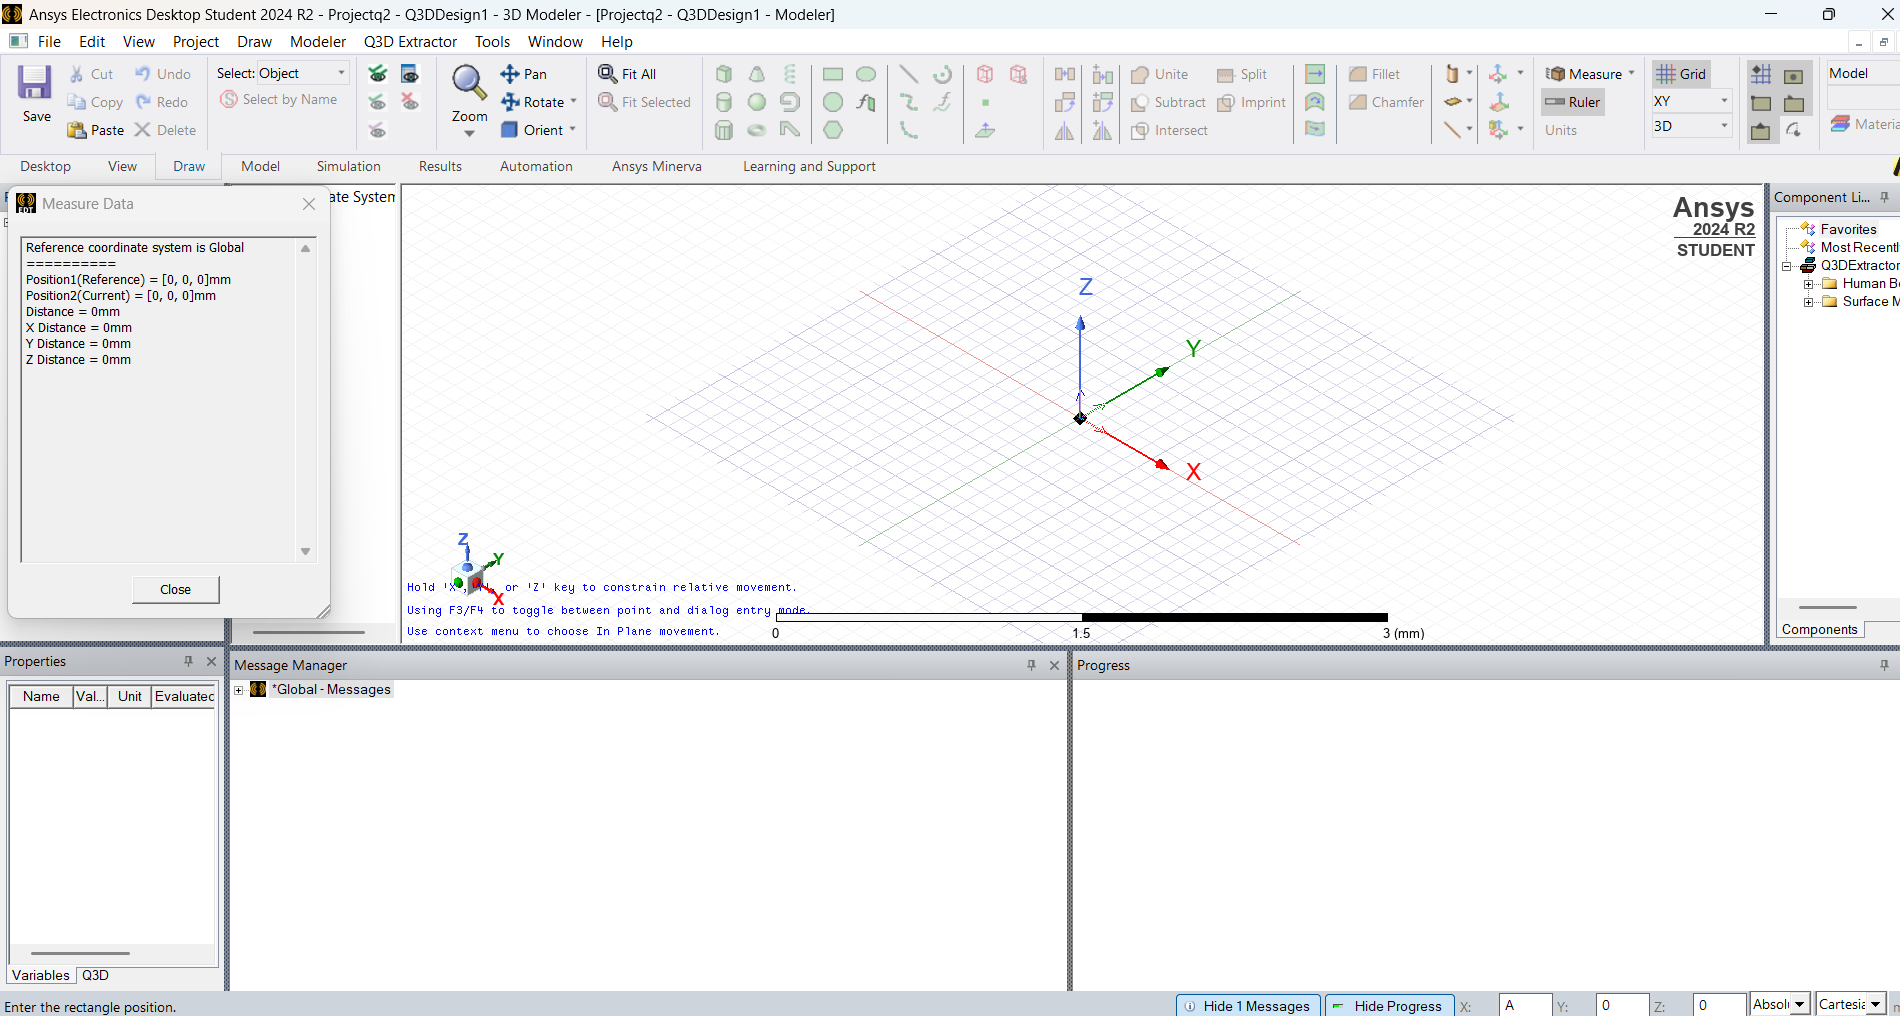 Ansys Electronics Desktop Student 2024 R2 - Projectq2 - Q3DDesign1 - 3D Modeler - [Projectq2 - Q3DDesign1 - Modeler]
File Edit View Project Draw Modeler Q3D Extractor Tools Window Help
Save
Cut Undo
Copy Redo
Paste Delete
Select: Object
Select by Name
Zoom
Pan
Rotate
Orient
Fit All
Fit Selected
Unite Split
Subtract Imprint
Intersect
Fillet
Chamfer
Measure
Ruler
Units
Grid
XY
3D
Model
Materia
Desktop View Draw Model Simulation Results Automation Ansys Minerva Learning and Support
EDT Measure Data
Reference coordinate system is Global
==========
Position1(Reference) = [0, 0, 0]mm
Position2(Current) = [0, 0, 0]mm
Distance = 0mm
X Distance = 0mm
Y Distance = 0mm
Z Distance = 0mm
Close
ate System
Ansys
2024 R2
STUDENT
Z
Y
X
Z
Y
X
Hold 'X', 'Y', or 'Z' key to constrain relative movement.
Using F3/F4 to toggle between point and dialog entry mode.
Use context menu to choose In Plane movement.
0 1.5 3 (mm)
Component Li...
Favorites
Most Recentl
Q3DExtractor
Human B
Surface M
Components
Properties
Name Val... Unit Evaluated
Variables Q3D
Message Manager
*Global - Messages
Progress
Enter the rectangle position.
Hide 1 Messages Hide Progress X: A Y: 0 Z: 0 Absolu Cartesia